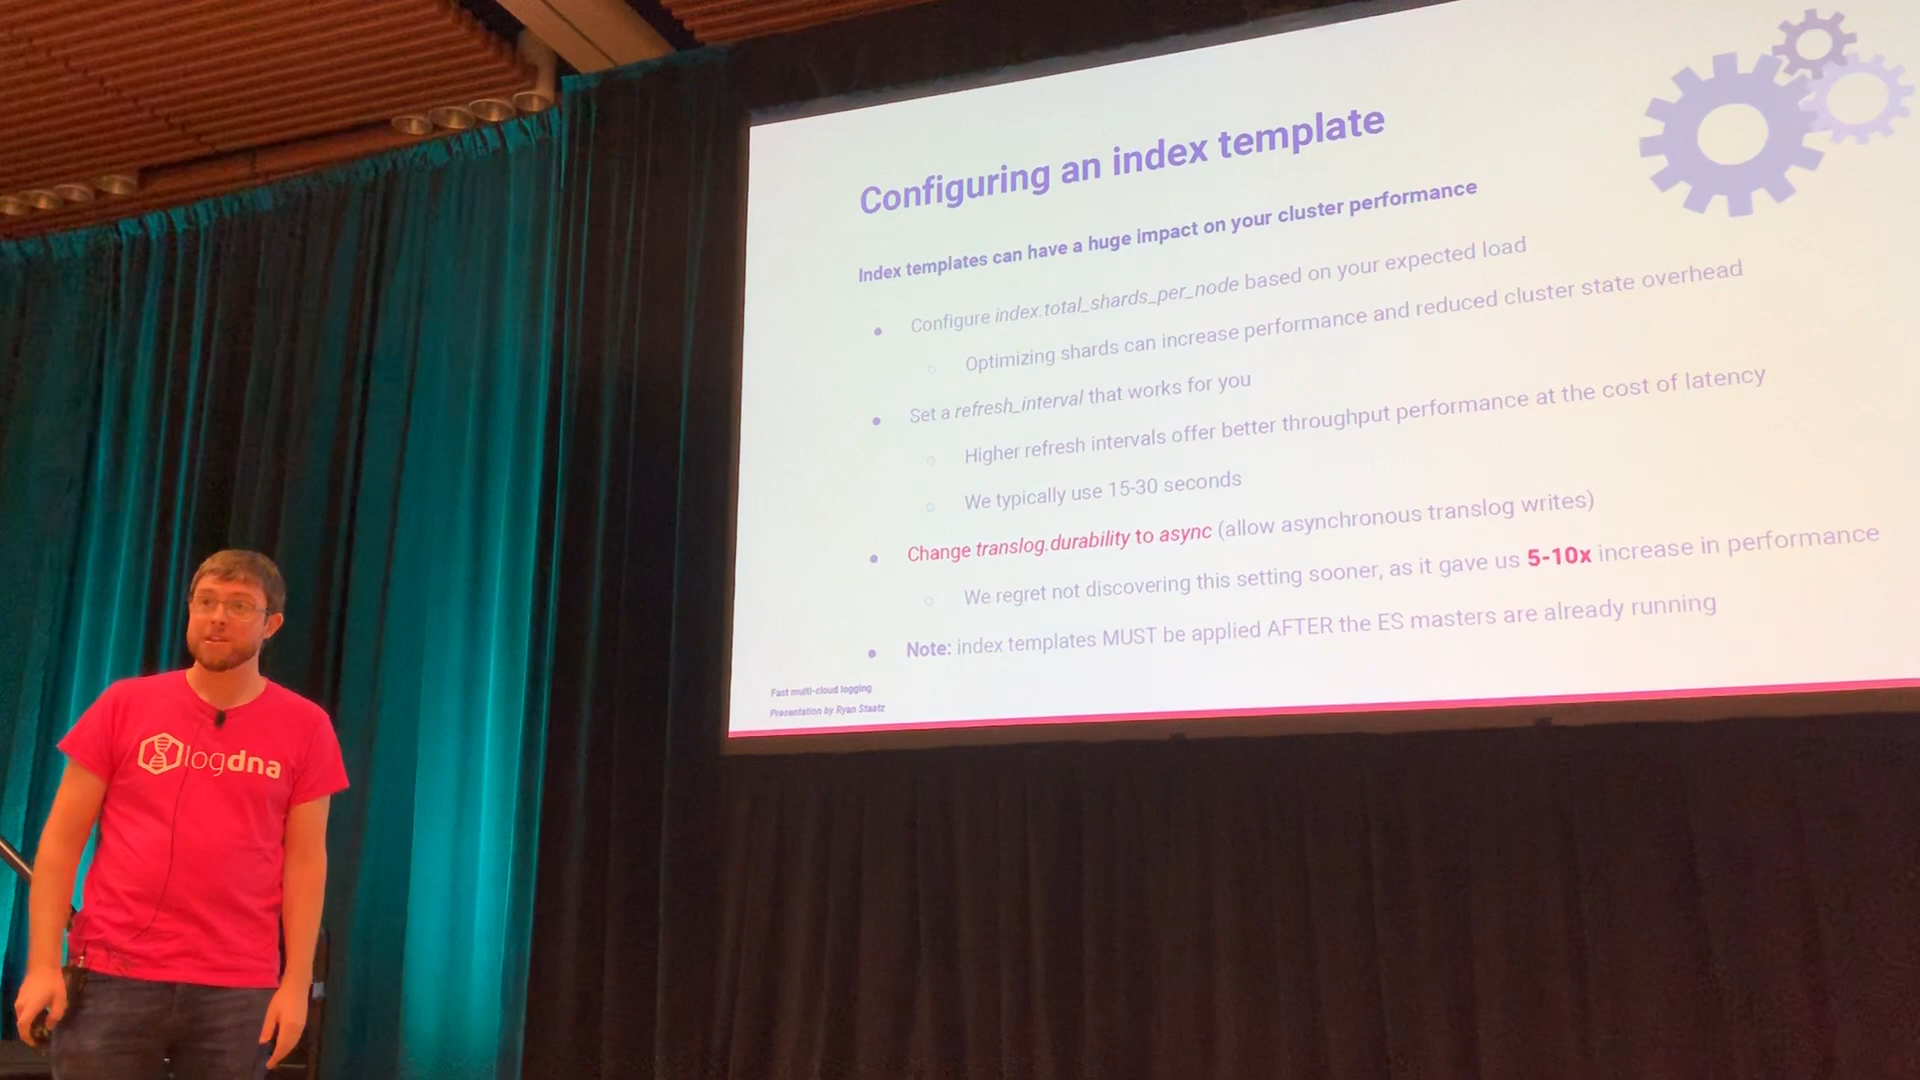 Configuring an index template
Index templates can have a huge impact on your cluster performance
Configure index.total_shards_per_node based on your expected load
Optimizing shards can increase performance and reduced cluster state overhead
Set a refresh_interval that works for you
Higher refresh intervals offer better throughput performance at the cost of latency
We typically use 15-30 seconds
Change translog.durability to async (allow asynchronous translog writes)
We regret not discovering this setting sooner, as it gave us 5-10x increase in performance
Note: index templates MUST be applied AFTER the ES masters are already running
Fast multi-cloud logging
Presentation by Ryan Staatz
logdna